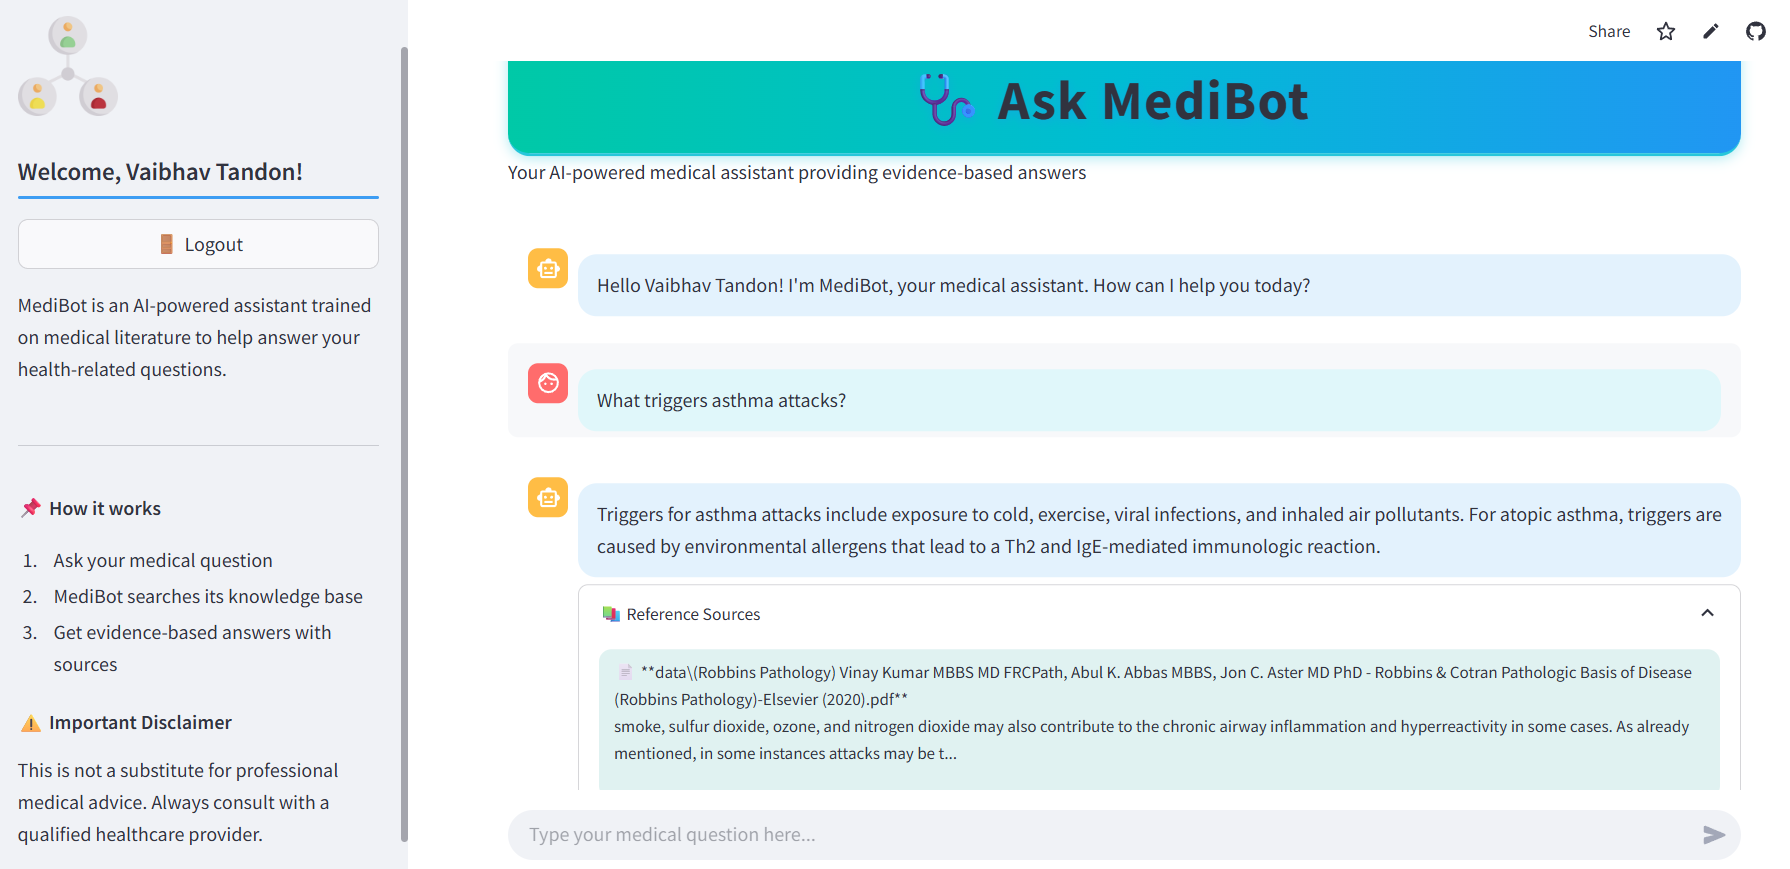 Welcome, Vaibhav Tandon!
Logout
MediBot is an AI-powered assistant trained
on medical literature to help answer your
health-related questions.
How it works
1. Ask your medical question
2. MediBot searches its knowledge base
3. Get evidence-based answers with
sources
Important Disclaimer
This is not a substitute for professional
medical advice. Always consult with a
qualified healthcare provider.
Share
Ask MediBot
Your AI-powered medical assistant providing evidence-based answers
Hello Vaibhav Tandon! I'm MediBot, your medical assistant. How can I help you today?
What triggers asthma attacks?
Triggers for asthma attacks include exposure to cold, exercise, viral infections, and inhaled air pollutants. For atopic asthma, triggers are
caused by environmental allergens that lead to a Th2 and IgE-mediated immunologic reaction.
Reference Sources
**data\(Robbins Pathology) Vinay Kumar MBBS MD FRCPath, Abul K. Abbas MBBS, Jon C. Aster MD PhD - Robbins & Cotran Pathologic Basis of Disease
(Robbins Pathology)-Elsevier (2020).pdf**
smoke, sulfur dioxide, ozone, and nitrogen dioxide may also contribute to the chronic airway inflammation and hyperreactivity in some cases. As already
mentioned, in some instances attacks may be t...
Type your medical question here...